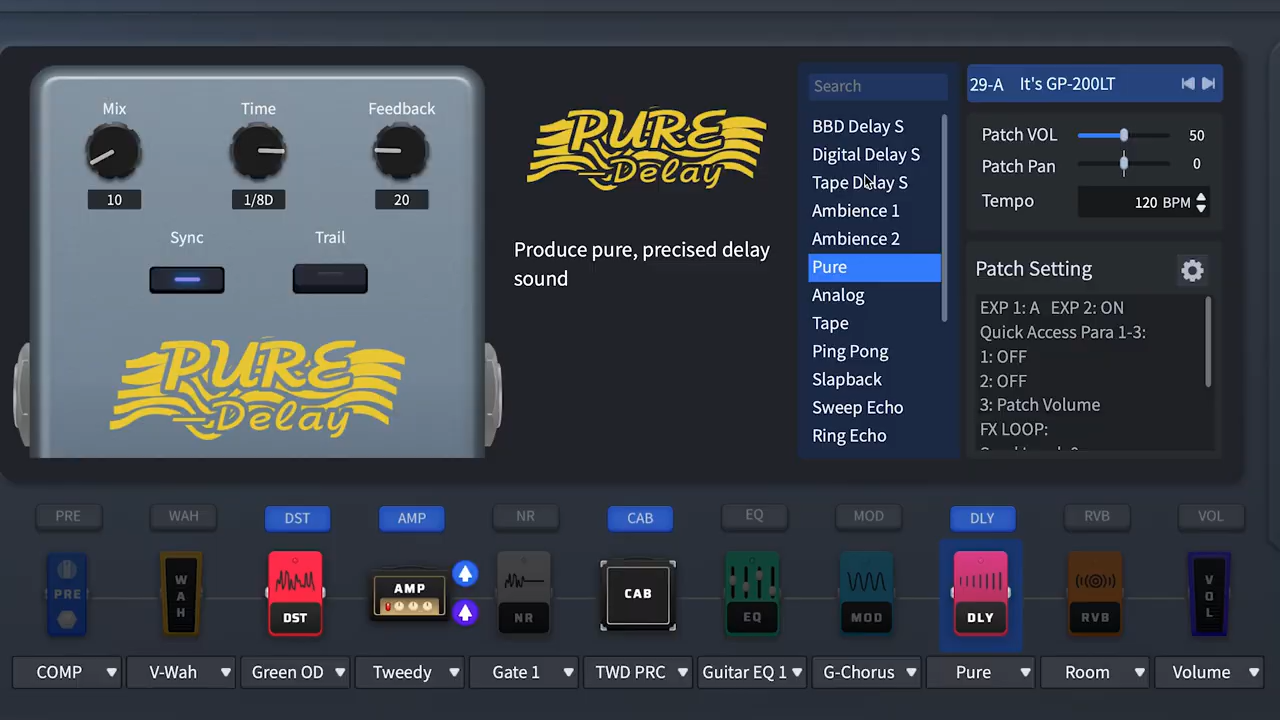 Mix
Time
Feedback
10
1/8D
20
Sync
Trail
PURE
Delay
PURE
Delay
Produce pure, precised delay
sound
Search
BBD Delay S
Digital Delay S
Tape Delay S
Ambience 1
Ambience 2
Pure
Analog
Tape
Ping Pong
Slapback
Sweep Echo
Ring Echo
29-A It's GP-200LT
Patch VOL 50
Patch Pan 0
Tempo 120 BPM
Patch Setting
EXP 1: A EXP 2: ON
Quick Access Para 1-3:
1: OFF
2: OFF
3: Patch Volume
FX LOOP:
PRE WAH DST AMP NR CAB EQ MOD DLY RVB VOL
PRE WAH DST AMP NR CAB EQ MOD DLY RVB VOL
COMP V-Wah Green OD Tweedy Gate 1 TWD PRC Guitar EQ 1 G-Chorus Pure Room Volume